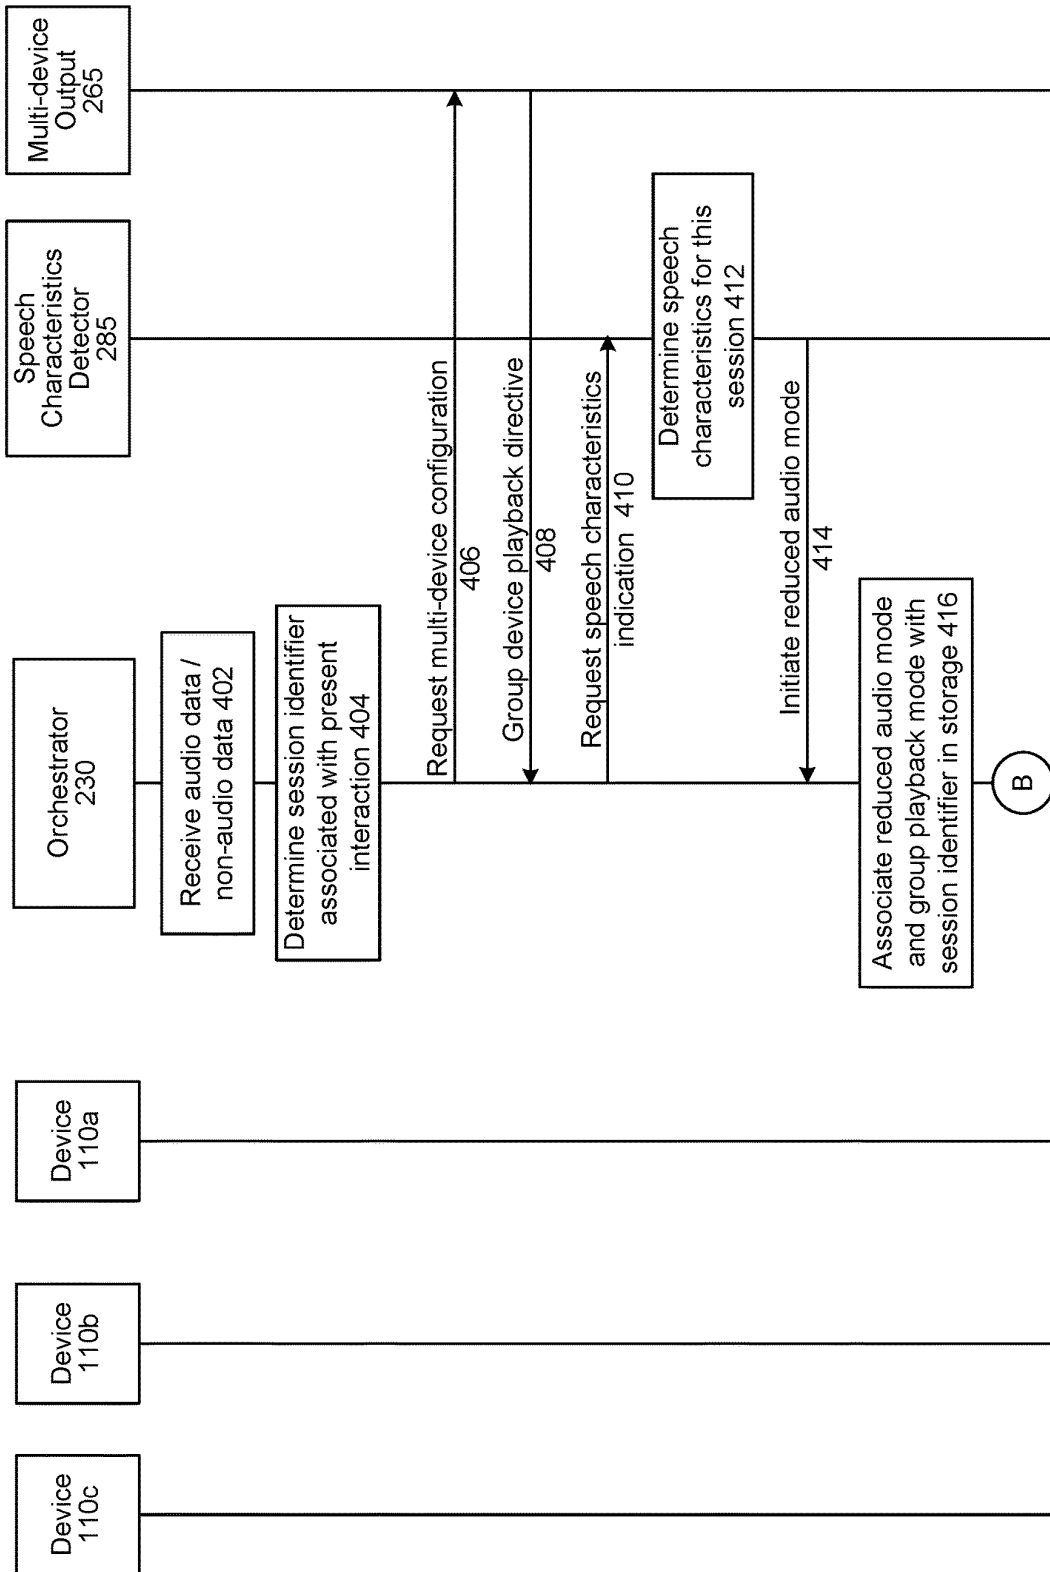 Device
110c
Device
110b
Device
110a
Orchestrator
230
Speech
Characteristics
Detector
285
Multi-device
Output
265
Receive audio data /
non-audio data 402
Determine session identifier
associated with present
interaction 404
Request multi-device configuration
406
Group device playback directive
408
Request speech characteristics
indication 410
Determine speech
characteristics for this
session 412
Initiate reduced audio mode
414
Associate reduced audio mode
and group playback mode with
session identifier in storage 416
B